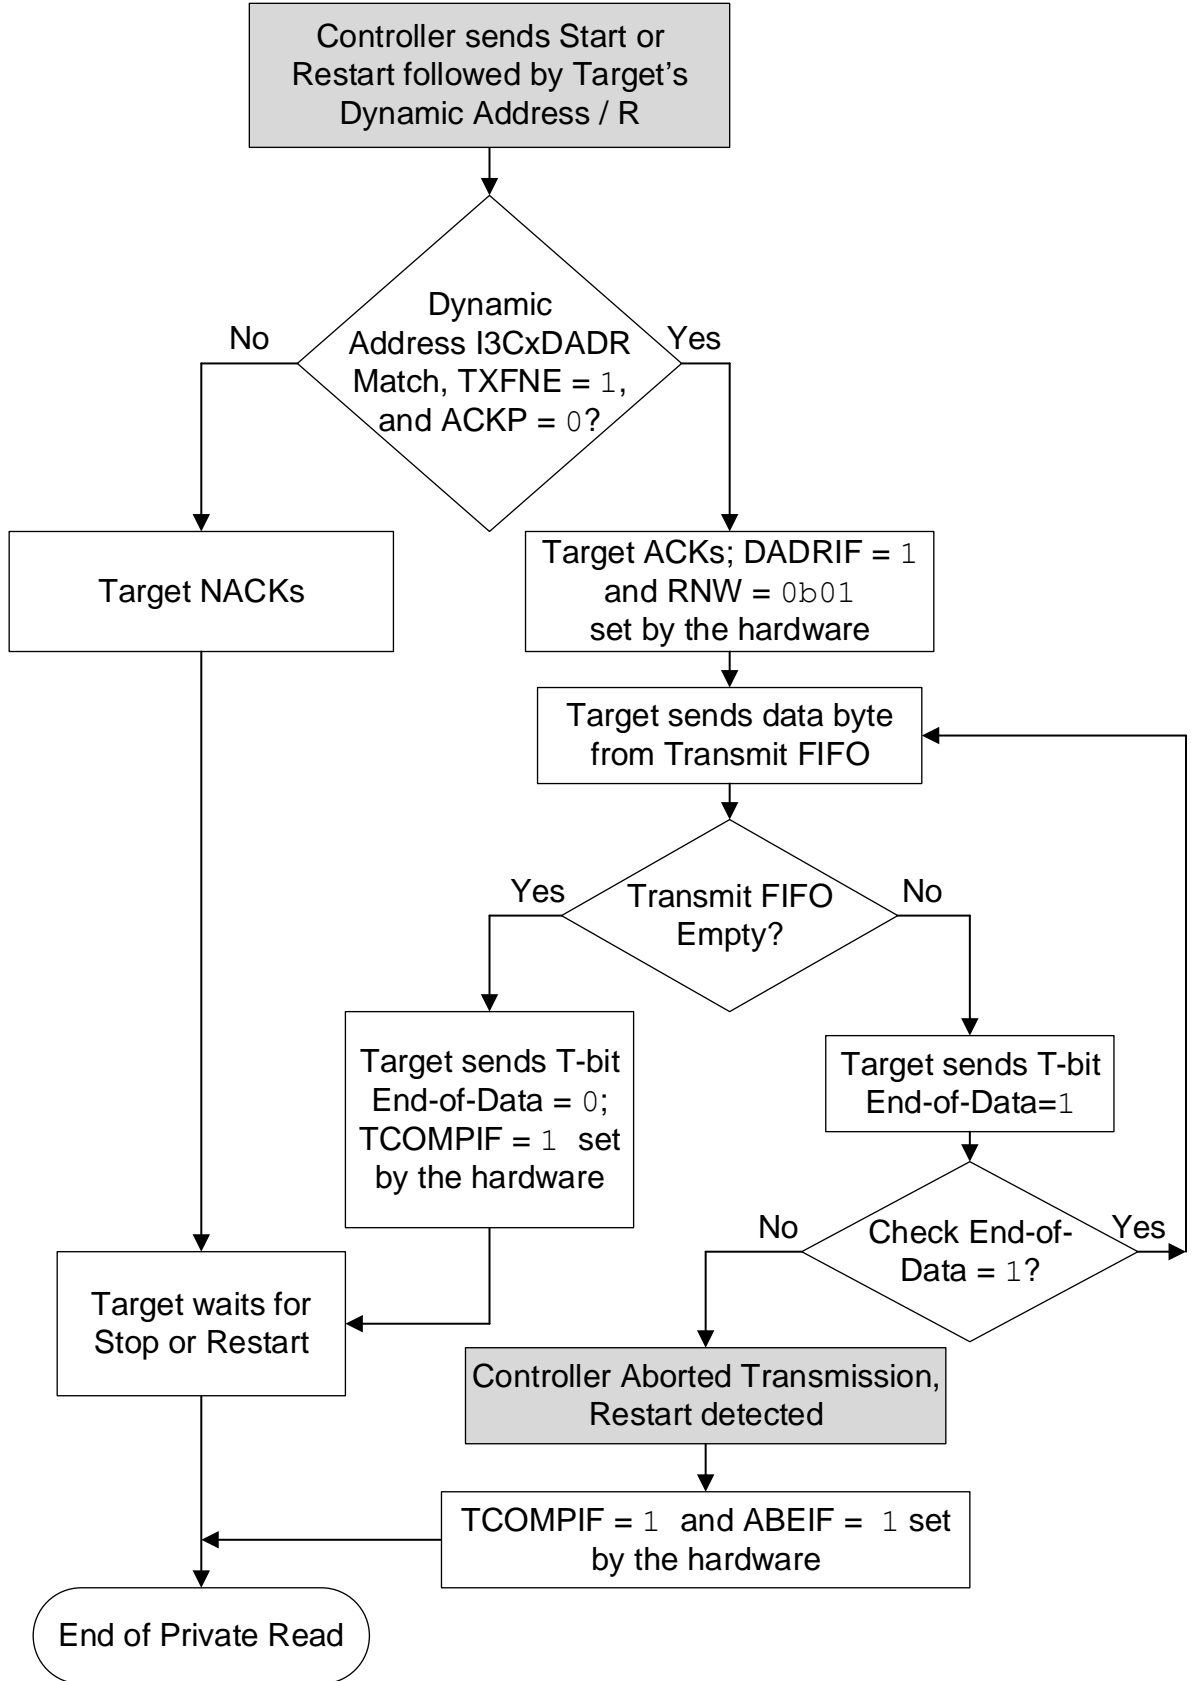 Controller sends Start or
Restart followed by Target’s
Dynamic Address / R
Dynamic
Address I3CxDADR
Match, TXFNE = 1,
and ACKP = 0?
No
Yes
Target NACKs
Target ACKs; DADRIF = 1
and RNW = 0b01
set by the hardware
Target sends data byte
from Transmit FIFO
Transmit FIFO
Empty?
Yes
No
Target sends T-bit
End-of-Data = 0;
TCOMPIF = 1 set
by the hardware
Target sends T-bit
End-of-Data=1
Check End-of-
Data = 1?
No
Yes
Target waits for
Stop or Restart
Controller Aborted Transmission,
Restart detected
TCOMPIF = 1 and ABEIF = 1 set
by the hardware
End of Private Read